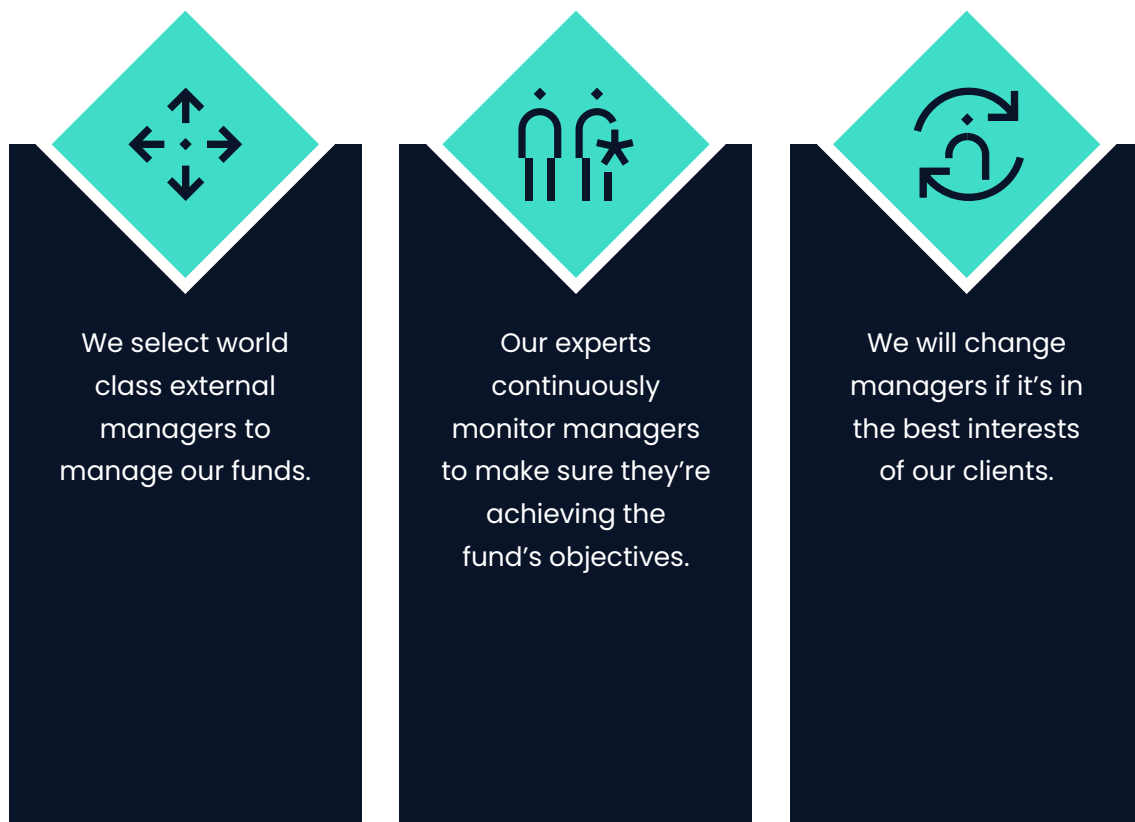 We select world
class external
managers to
manage our funds.
Our experts
continuously
monitor managers
to make sure they’re
achieving the
fund’s objectives.
We will change
managers if it’s in
the best interests
of our clients.